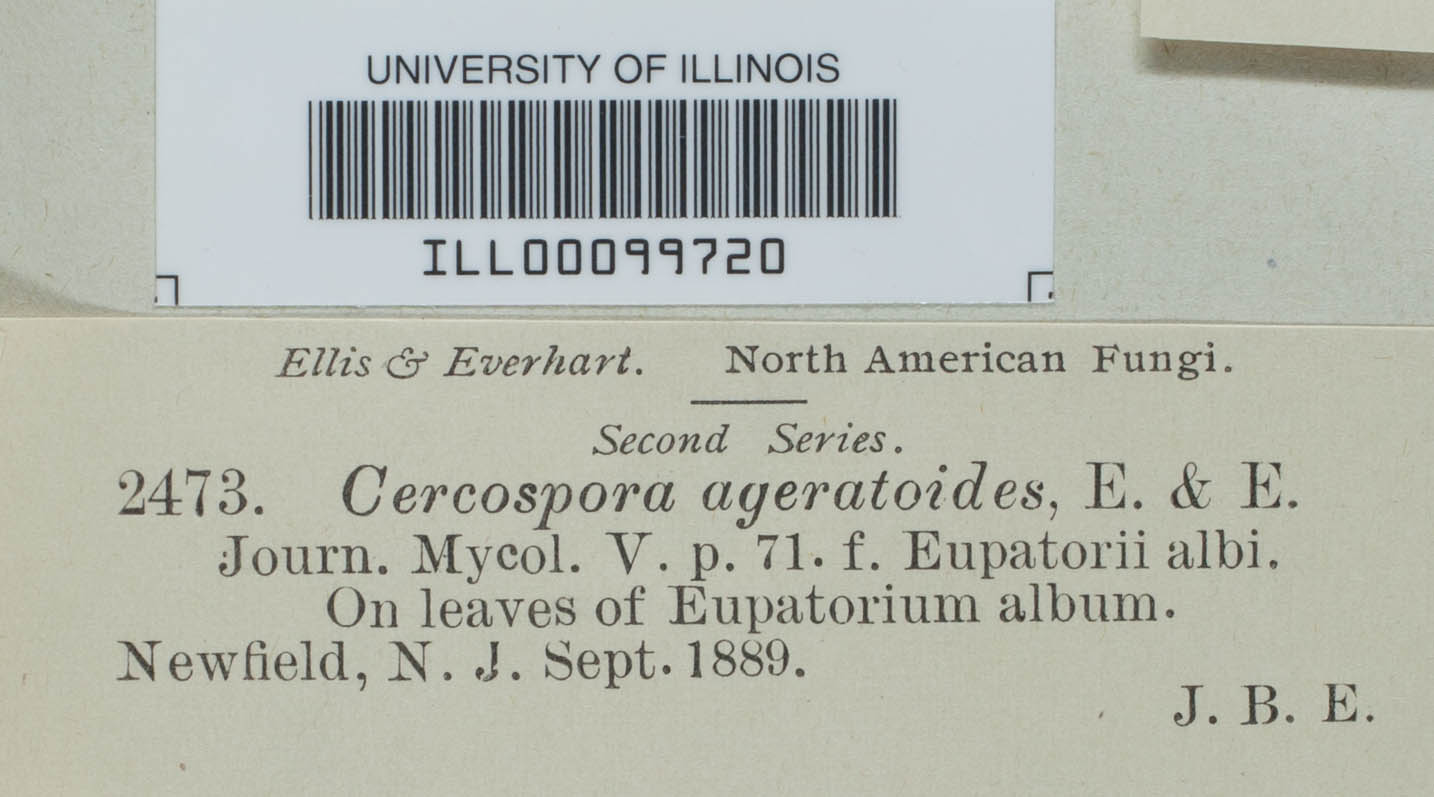 UNIVERSITY OF ILLINOIS
ILL00099720
Ellis & Everhart. North American Fungi.
Second Series.
2473. Cercospora ageratoides, E. & E.
Journ. Mycol. V. p. 71. f. Eupatorii albi.
On leaves of Eupatorium album.
Newfield, N. J. Sept. 1889.
J. B. E.